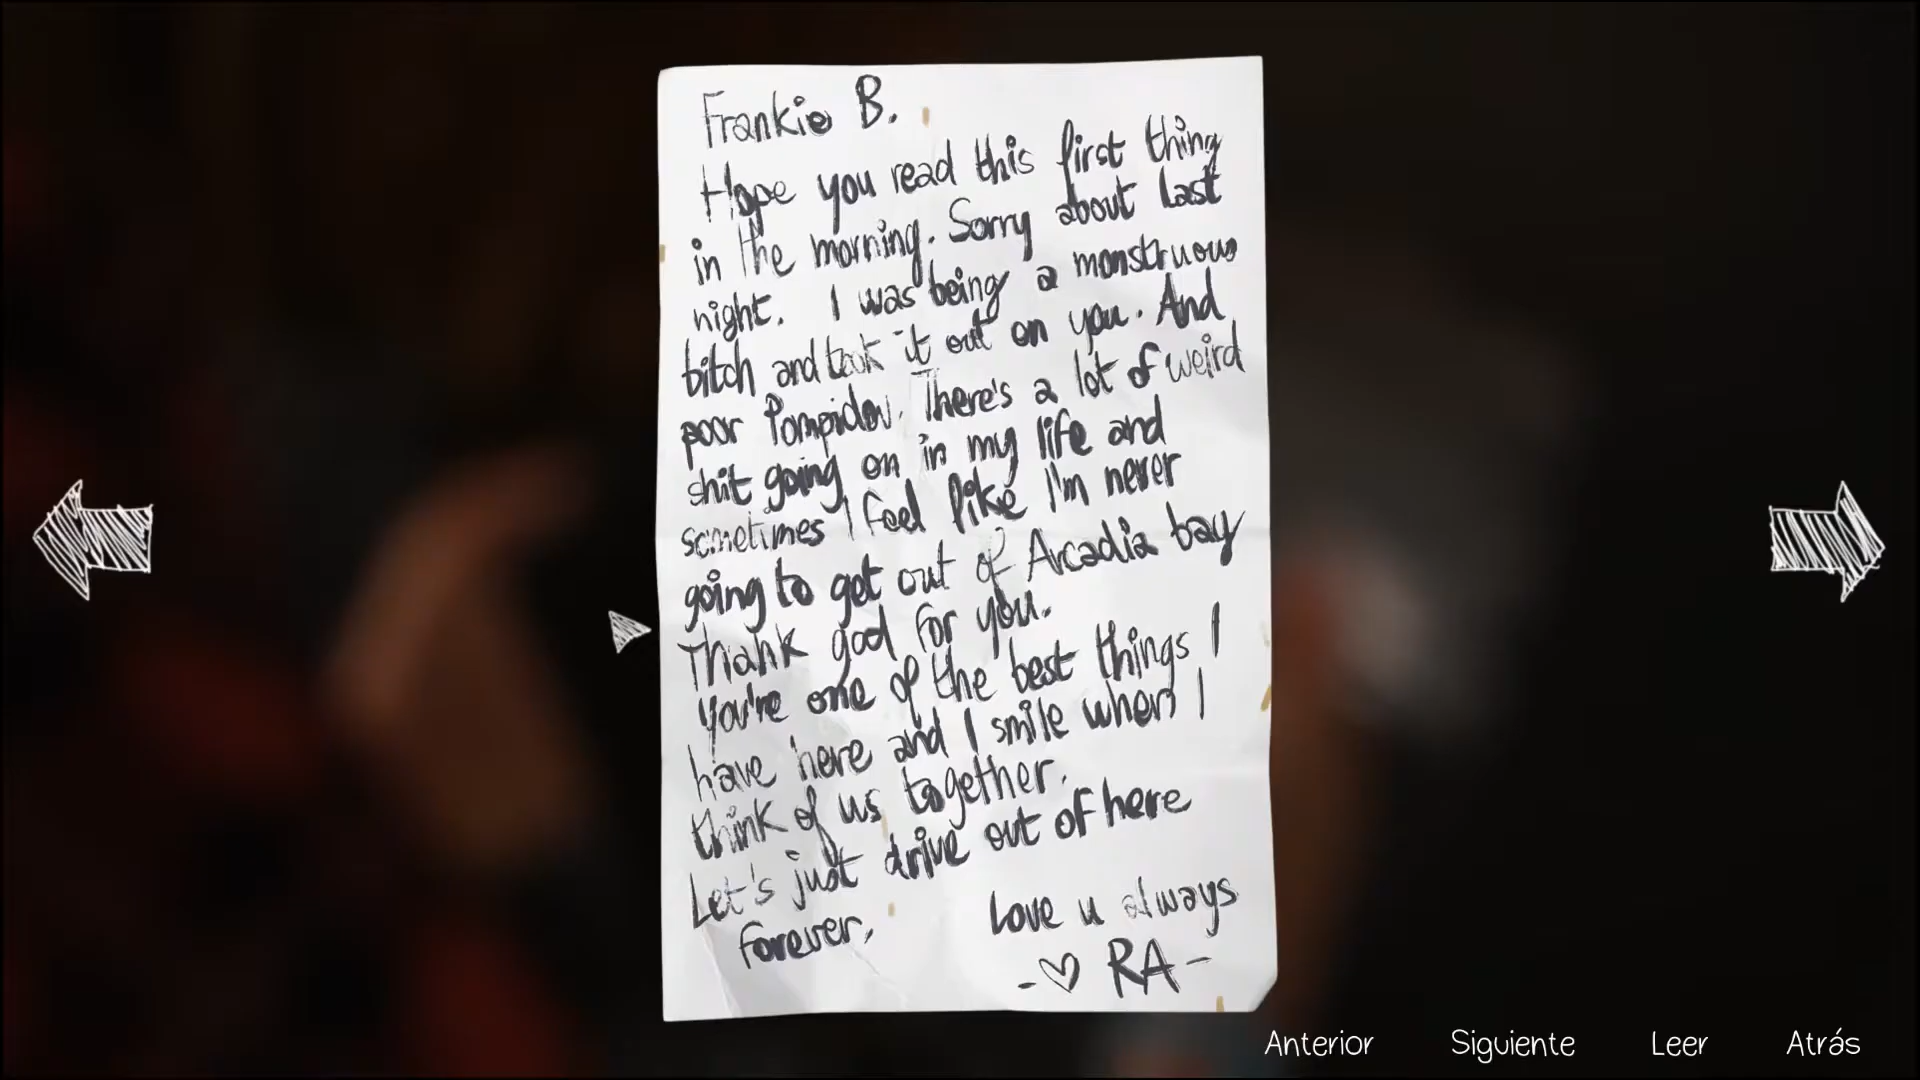 Frankie B.
Hope you read this first thing
in the morning. Sorry about last
night. I was being a monstruous
bitch and took it out on you. And
poor Pompidou. There's a lot of weird
shit going on in my life and
sometimes I feel like I'm never
going to get out of Arcadia bay
Thank god for you.
You're one of the best things I
have here and I smile when I
think of us together.
Let's just drive out of here
forever.
Love u always
-♡ RA-
Anterior Siguiente Leer Atrás